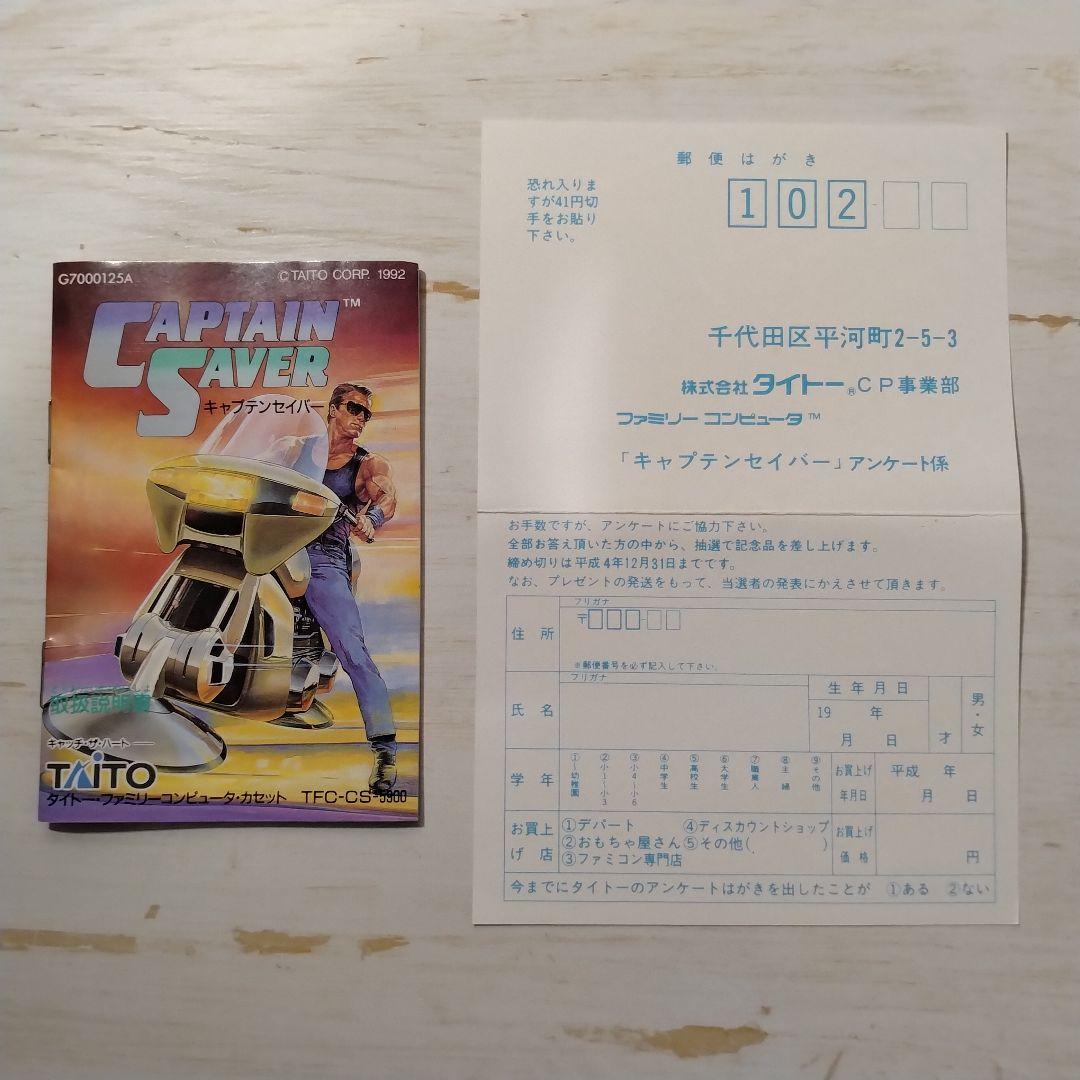 G7000125A
©TAITO CORP. 1992
CAPTAIN SAVER™
キャプテンセイバー
取扱説明書
キャッチ・ザ・ハート
TAITO
タイトー・ファミリーコンピュータ・カセット TFC-CS-5900
郵便はがき
恐れ入りま
すが41円切
手をお貼り
下さい。
102
千代田区平河町2-5-3
株式会社タイトー®CP事業部
ファミリー コンピュータ™
「キャプテンセイバー」アンケート係
お手数ですが、アンケートにご協力下さい。
全部お答え頂いた方の中から、抽選で記念品を差し上げます。
締め切りは平成4年12月31日までです。
なお、プレゼントの発送をもって、当選者の発表にかえさせて頂きます。
住所
フリガナ
〒
※郵便番号を必ず記入して下さい。
氏名
フリガナ
生年月日
19 年
月 日 才
男・女
学年
①〜幼稚園
②小1〜小3
③小4〜小6
④中学生
⑤高校生
⑥大学生
⑦職業人
⑧主婦
⑨その他
お買上げ
年月日
平成 年
月 日
お買上
げ店
①デパート ④ディスカウントショップ
②おもちゃ屋さん ⑤その他( )
③ファミコン専門店
お買上げ
価格
円
今までにタイトーのアンケートはがきを出したことが ①ある ②ない